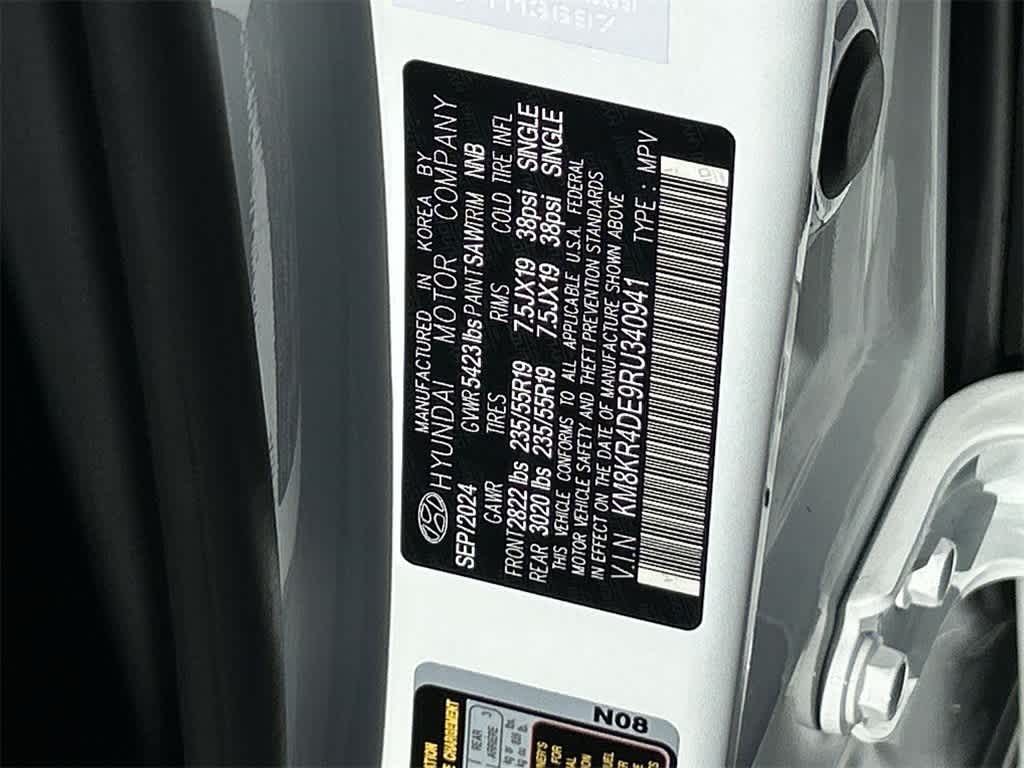 MANUFACTURED IN KOREA BY
HYUNDAI MOTOR COMPANY
SEP/2024 GVWR 5423 lbs PAINT SAW TRIM NNB
GAWR TIRES RIMS COLD TIRE INFL
FRONT 2822 lbs 235/55R19 7.5JX19 38psi SINGLE
REAR 3020 lbs 235/55R19 7.5JX19 38psi SINGLE
THIS VEHICLE CONFORMS TO ALL APPLICABLE U.S.A. FEDERAL
MOTOR VEHICLE SAFETY AND THEFT PREVENTION STANDARDS
IN EFFECT ON THE DATE OF MANUFACTURE SHOWN ABOVE
V.I.N KM8KR4DE9RU340941 TYPE : MPV
N08
REAR
ARRIERE
3